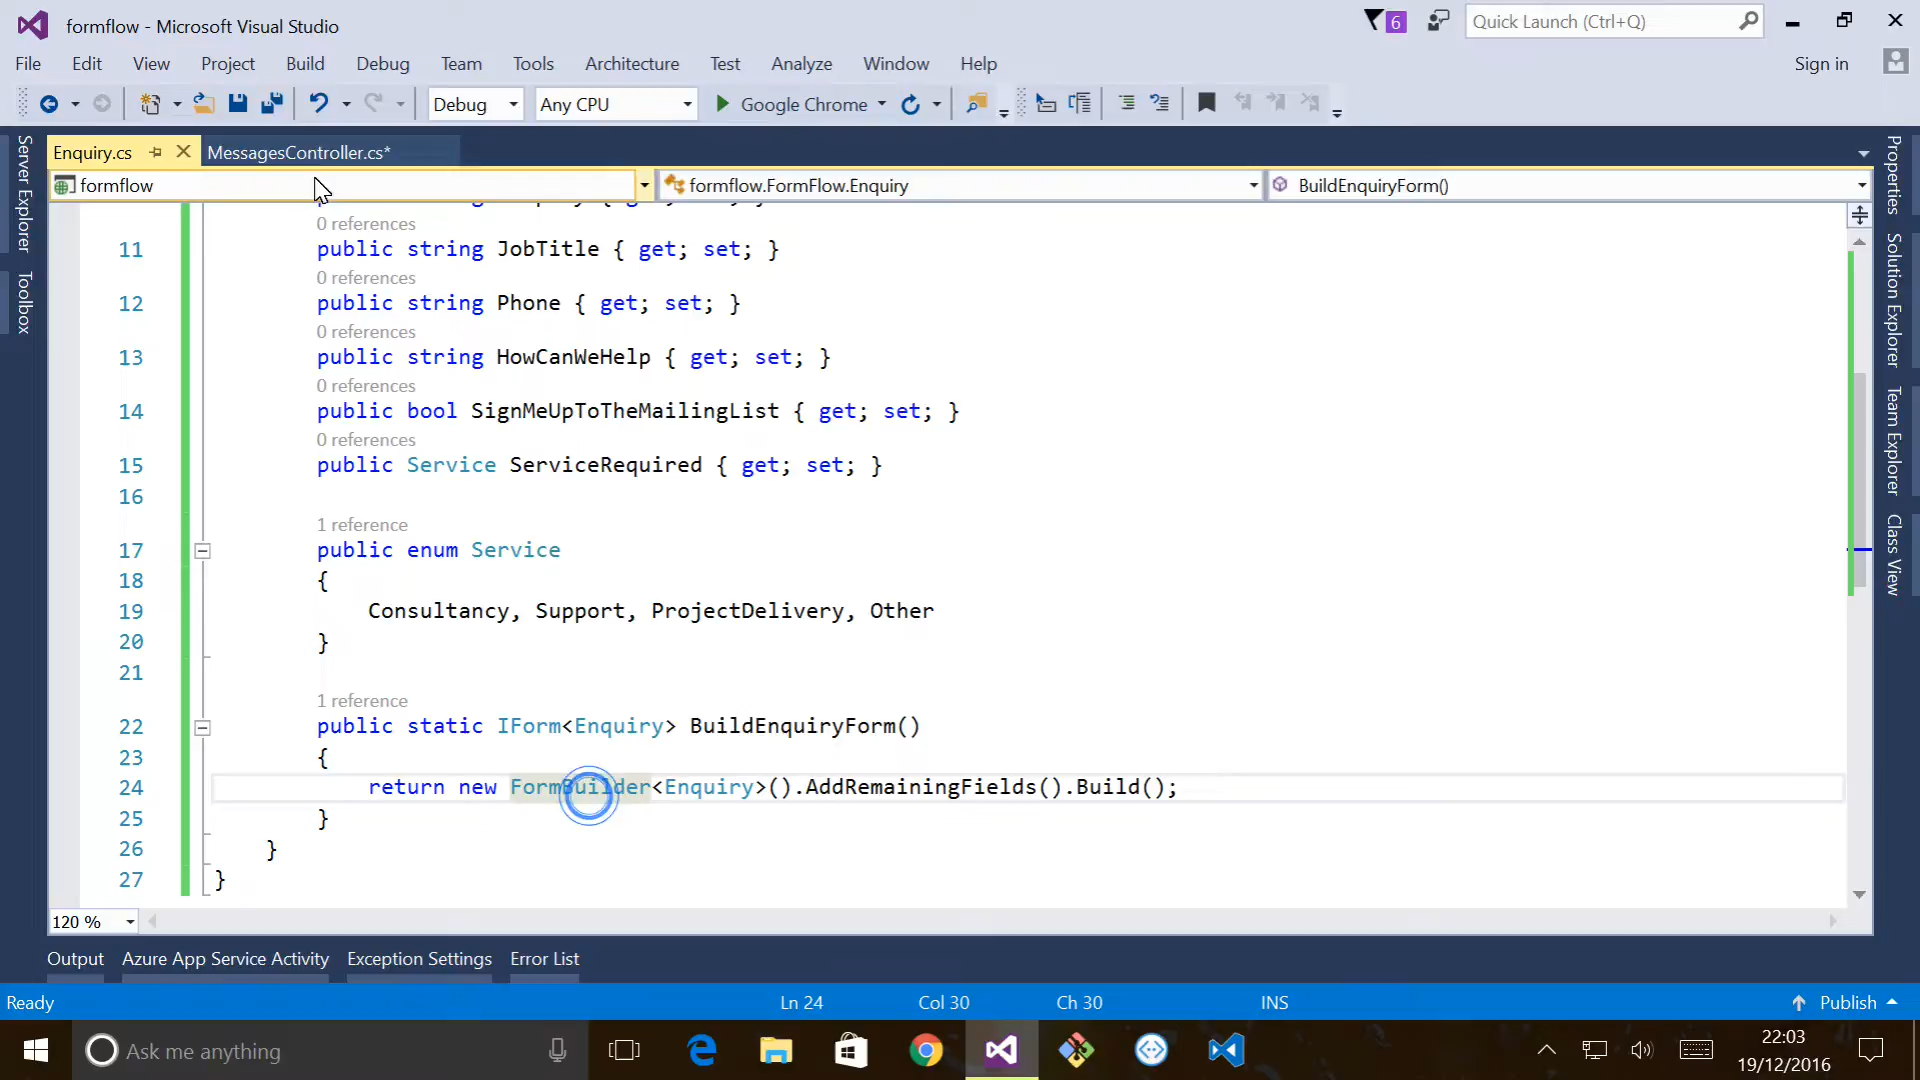 formflow - Microsoft Visual Studio
6
Quick Launch (Ctrl+Q)
File Edit View Project Build Debug Team Tools Architecture Test Analyze Window Help
Sign in
Debug Any CPU Google Chrome
Enquiry.cs MessagesController.cs*
formflow formflow.FormFlow.Enquiry BuildEnquiryForm()
Server Explorer
Toolbox
Properties
Solution Explorer
Team Explorer
Class View
0 references
11 public string JobTitle { get; set; }
0 references
12 public string Phone { get; set; }
0 references
13 public string HowCanWeHelp { get; set; }
0 references
14 public bool SignMeUpToTheMailingList { get; set; }
0 references
15 public Service ServiceRequired { get; set; }
16
1 reference
17 public enum Service
18 {
19 Consultancy, Support, ProjectDelivery, Other
20 }
21
1 reference
22 public static IForm<Enquiry> BuildEnquiryForm()
23 {
24 return new FormBuilder<Enquiry>().AddRemainingFields().Build();
25 }
26 }
27 }
120 %
Output Azure App Service Activity Exception Settings Error List
Ready Ln 24 Col 30 Ch 30 INS Publish
Ask me anything
22:03
19/12/2016